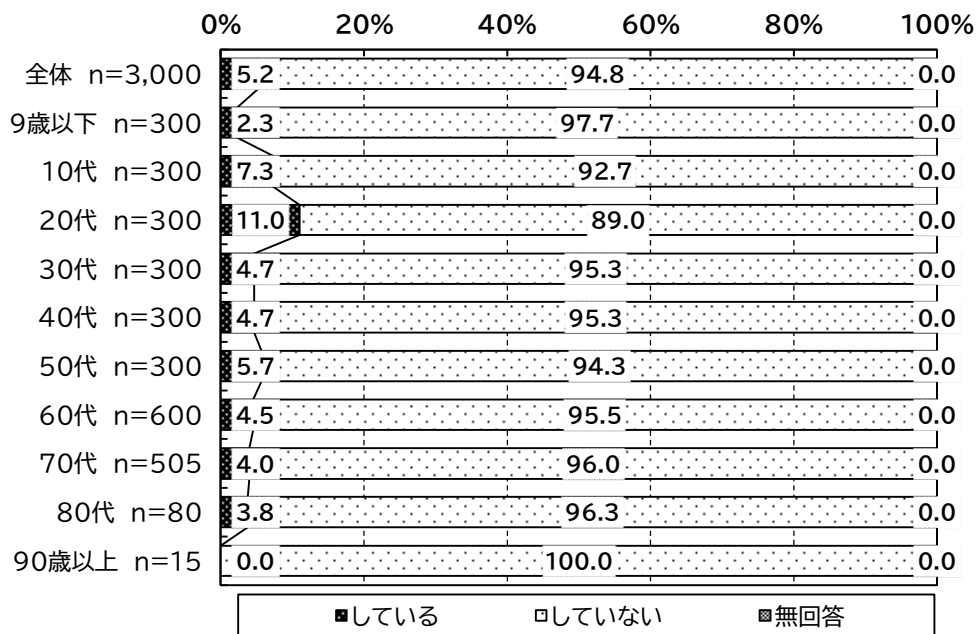 0% 20% 40% 60% 80% 100%
全体 n=3,000 5.2 94.8 0.0
9歳以下 n=300 2.3 97.7 0.0
10代 n=300 7.3 92.7 0.0
20代 n=300 11.0 89.0 0.0
30代 n=300 4.7 95.3 0.0
40代 n=300 4.7 95.3 0.0
50代 n=300 5.7 94.3 0.0
60代 n=600 4.5 95.5 0.0
70代 n=505 4.0 96.0 0.0
80代 n=80 3.8 96.3 0.0
90歳以上 n=15 0.0 100.0 0.0
している していない 無回答